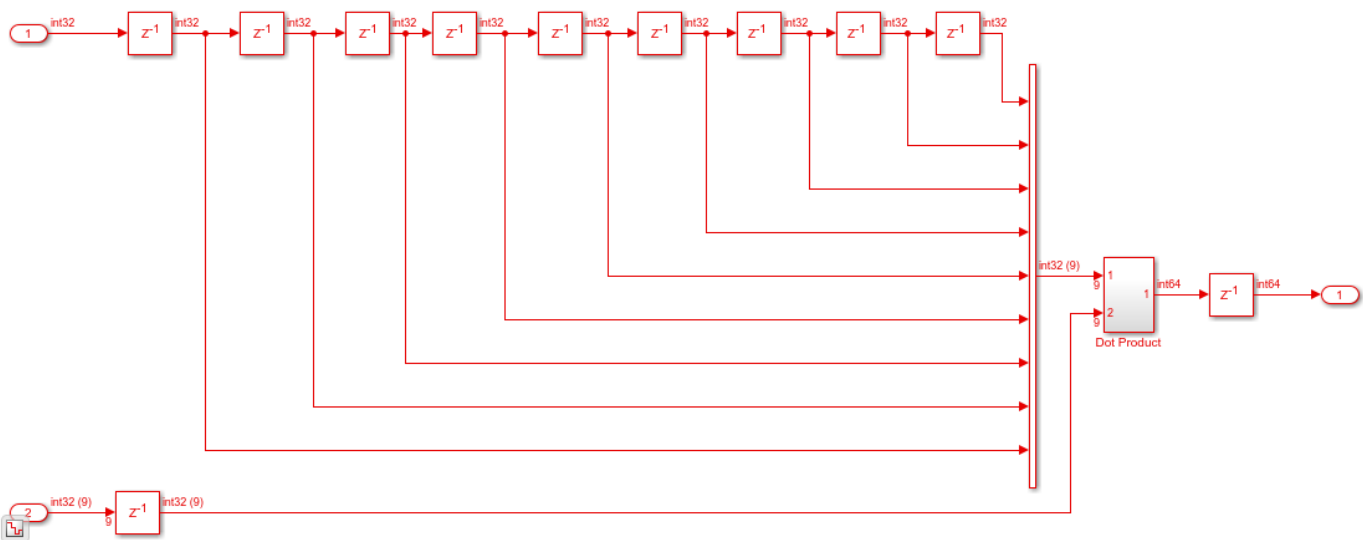 int32 int32 int32 int32 int32 int32 int32 int32 int32 int32
1 z-1 z-1 z-1 z-1 z-1 z-1 z-1 z-1 z-1
int32 (9) 1 int64 int64
9 1 z-1 1
2
9
Dot Product
int32 (9) int32 (9)
2 9 z-1